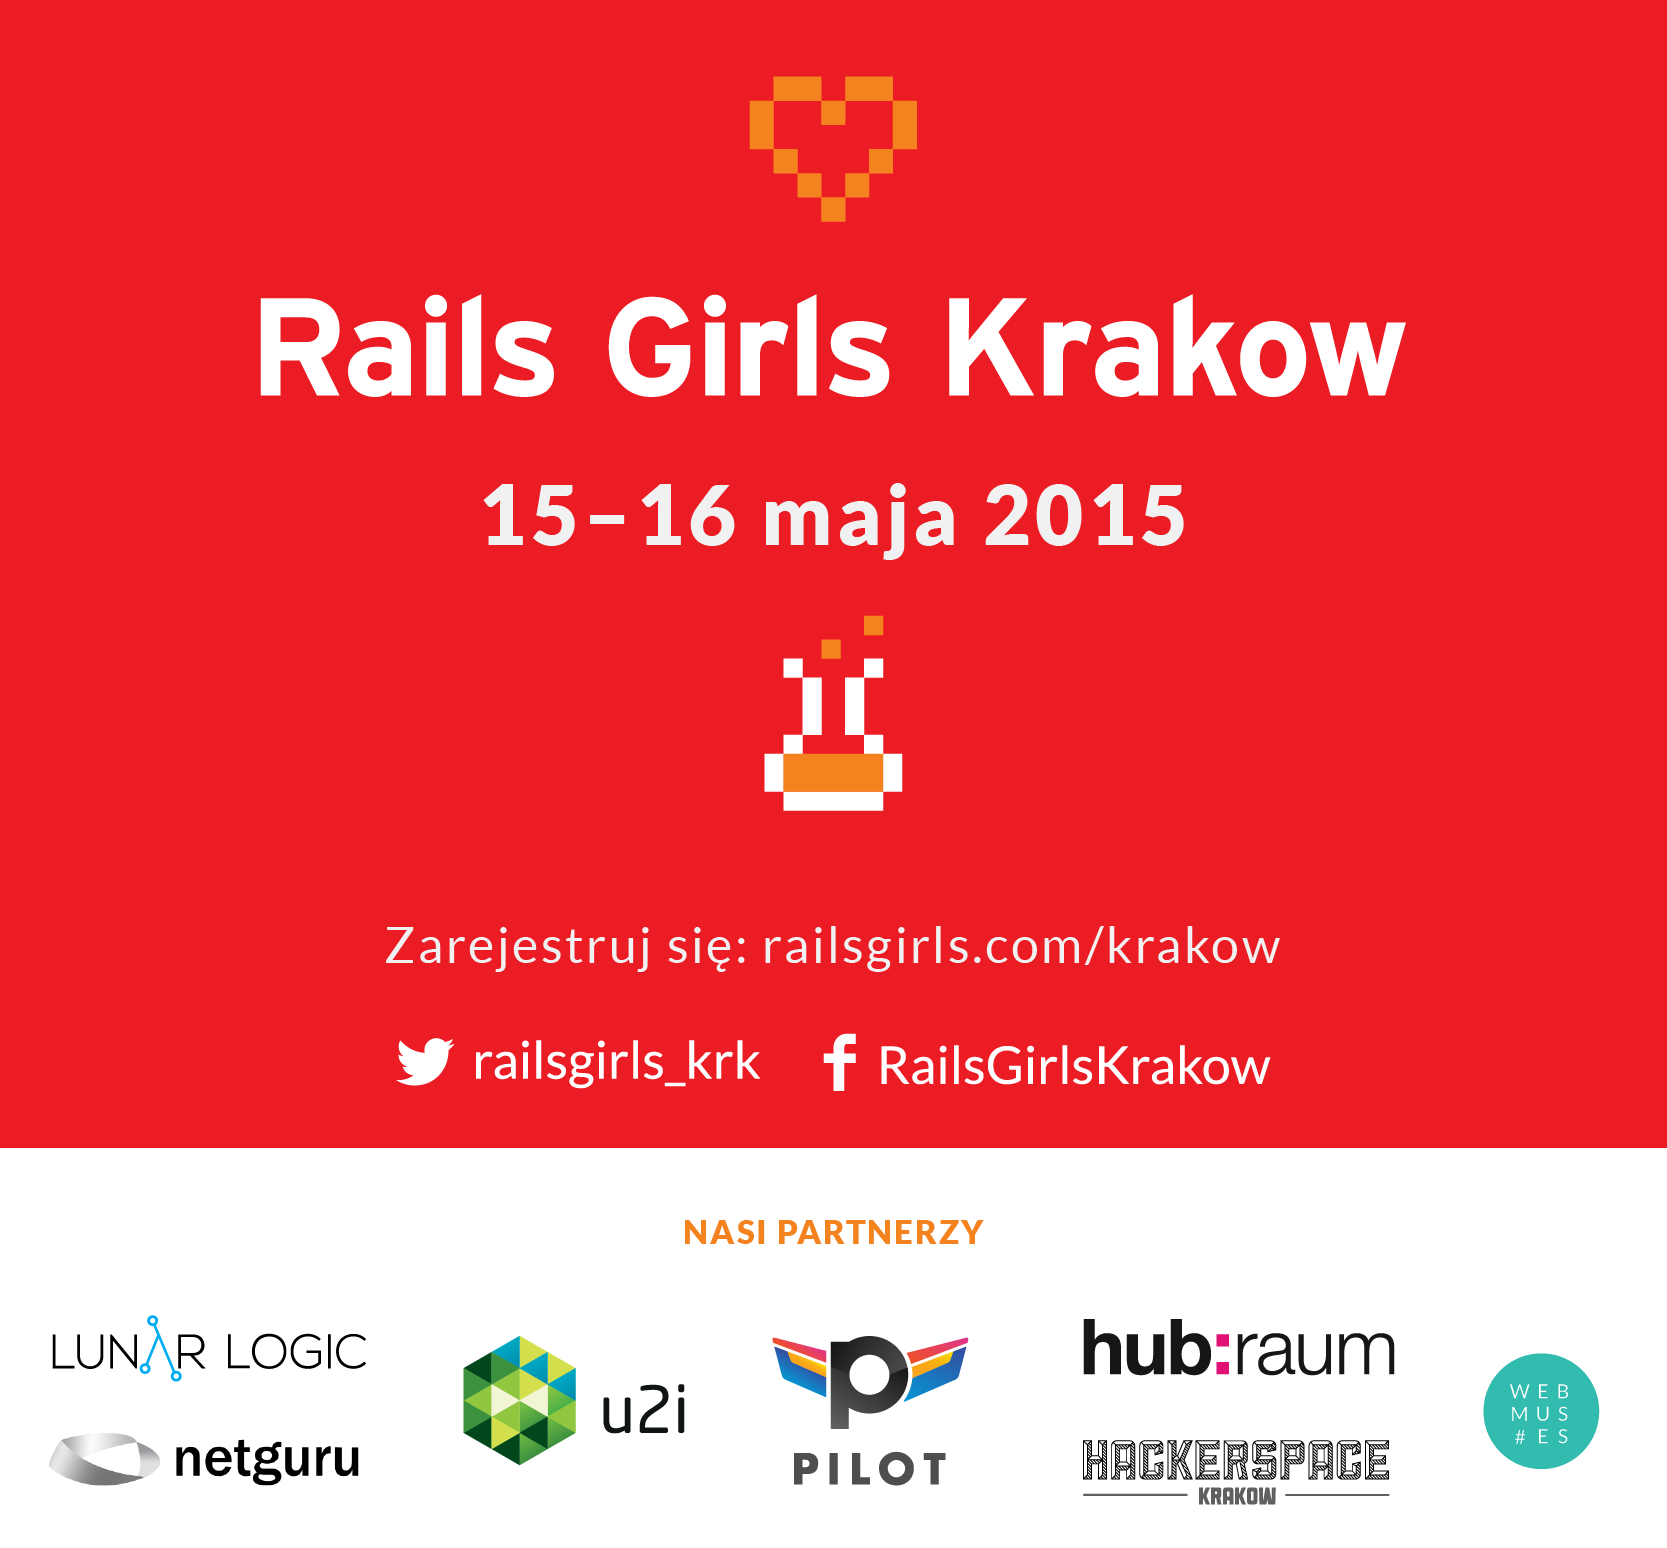 Rails Girls Krakow
15–16 maja 2015
Zarejestruj się: railsgirls.com/krakow
railsgirls_krk
RailsGirlsKrakow
NASI PARTNERZY
LUNAR LOGIC
netguru
u2i
p
PILOT
hub:raum
HACKERSPACE
KRAKOW
WEB
MUS
#ES